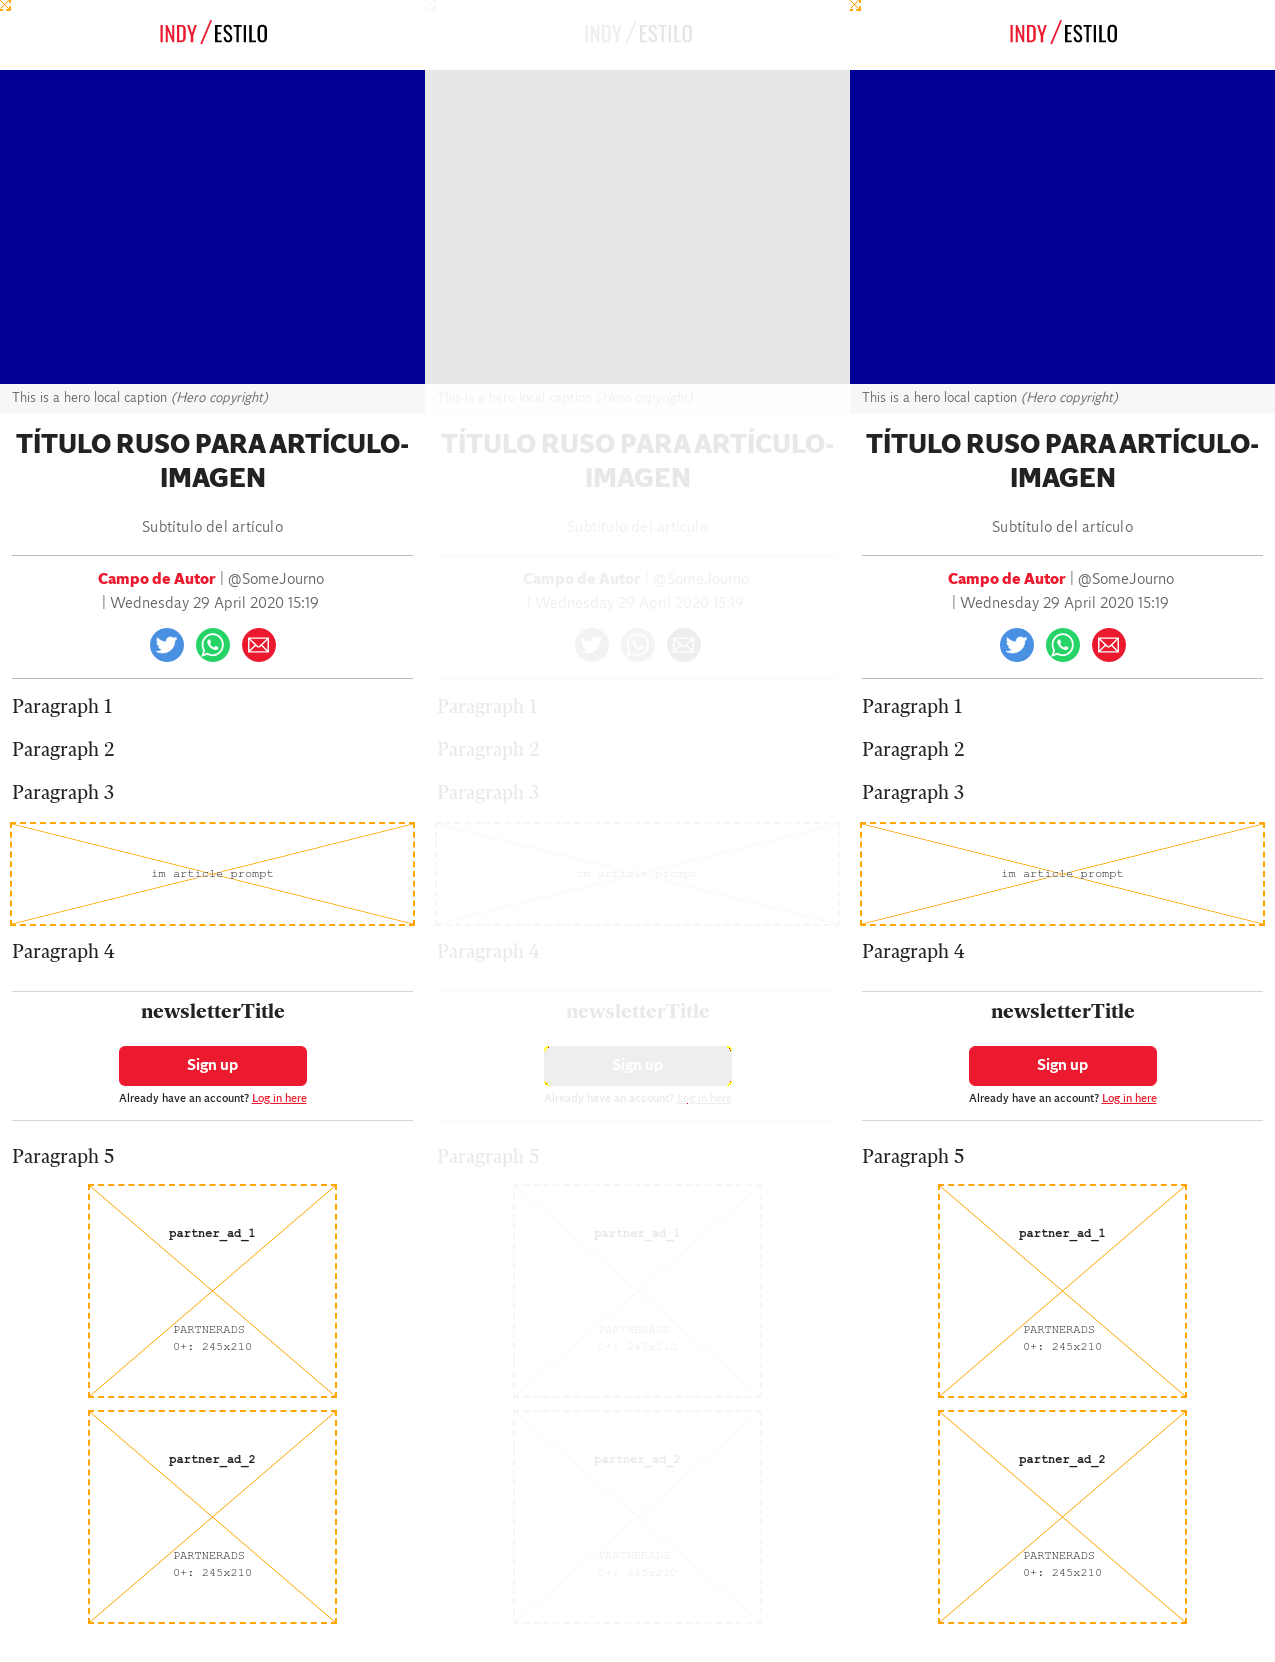 INDY/ESTILO
This is a hero local caption (Hero copyright)
TÍTULO RUSO PARA ARTÍCULO-
IMAGEN
Subtítulo del artículo
Campo de Autor | @SomeJourno
| Wednesday 29 April 2020 15:19
Paragraph 1
Paragraph 2
Paragraph 3
im article prompt
Paragraph 4
newsletterTitle
Sign up
Already have an account? Log in here
Paragraph 5
partner_ad_1
PARTNERADS
0+: 245x210
partner_ad_2
PARTNERADS
0+: 245x210
INDY/ESTILO
This is a hero local caption (Hero copyright)
TÍTULO RUSO PARA ARTÍCULO-
IMAGEN
Subtítulo del artículo
Campo de Autor | @SomeJourno
| Wednesday 29 April 2020 15:19
Paragraph 1
Paragraph 2
Paragraph 3
im article prompt
Paragraph 4
newsletterTitle
Sign up
Already have an account? Log in here
Paragraph 5
partner_ad_1
PARTNERADS
0+: 245x210
partner_ad_2
PARTNERADS
0+: 245x210
INDY/ESTILO
This is a hero local caption (Hero copyright)
TÍTULO RUSO PARA ARTÍCULO-
IMAGEN
Subtítulo del artículo
Campo de Autor | @SomeJourno
| Wednesday 29 April 2020 15:19
Paragraph 1
Paragraph 2
Paragraph 3
im article prompt
Paragraph 4
newsletterTitle
Sign up
Already have an account? Log in here
Paragraph 5
partner_ad_1
PARTNERADS
0+: 245x210
partner_ad_2
PARTNERADS
0+: 245x210